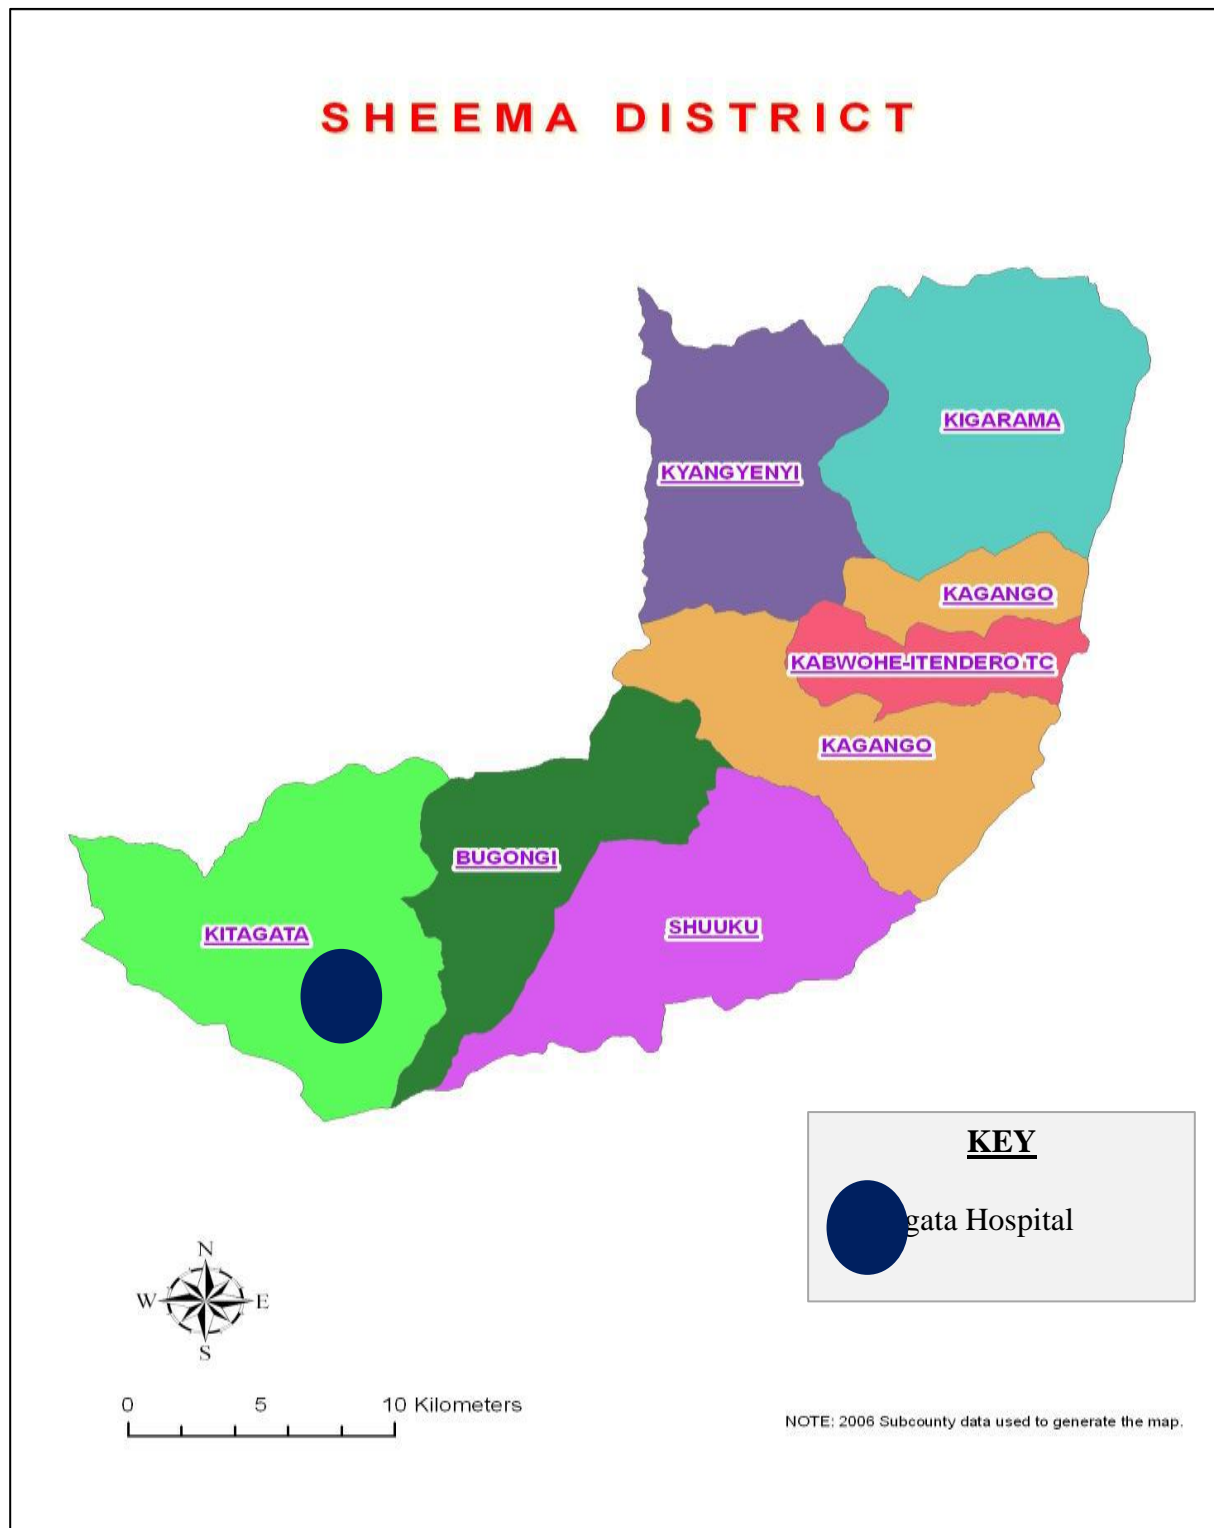 SHEEMA DISTRICT
KIGARAMA
KYANGYENYI
KAGANGO
KABWOHE-ITENDERO TC
KAGANGO
BUGONGI
SHUUKU
KITAGATA
KEY
gata Hospital
N
W E
S
0 5 10 Kilometers
NOTE: 2006 Subcounty data used to generate the map.